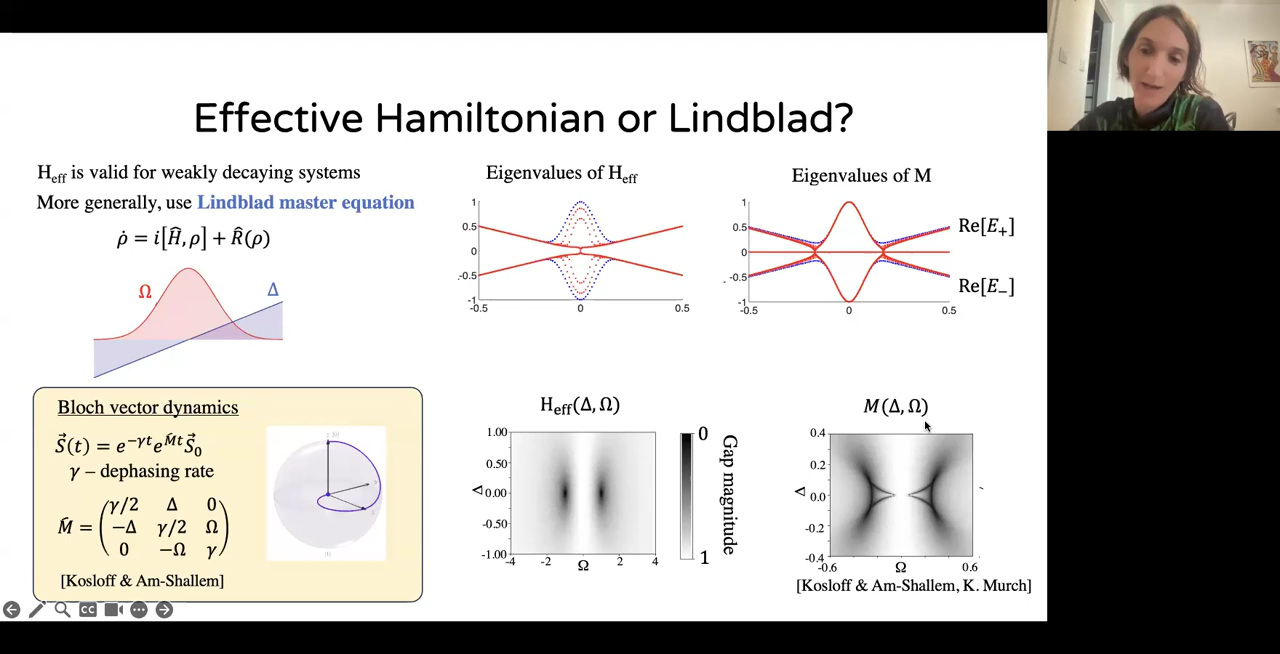 Effective Hamiltonian or Lindblad?
H_eff is valid for weakly decaying systems
More generally, use Lindblad master equation
ρ̇ = i[Ĥ, ρ] + R̂(ρ)
Ω
Δ
Bloch vector dynamics
S⃗(t) = e^{−γt} e^{M̂t} S⃗₀
γ – dephasing rate
M̂ = (γ/2 Δ 0
−Δ γ/2 Ω
0 −Ω γ)
[Kosloff & Am-Shallem]
Eigenvalues of H_eff
1
0.5
0
-0.5
-1
-0.5 0 0.5
Eigenvalues of M
1
0.5
0
-0.5
-1
-0.5 0 0.5
Re[E₊]
Re[E₋]
H_eff(Δ, Ω)
1.00
0.50
Δ 0.00
-0.50
-1.00
-4 -2 Ω 2 4
0
Gap magnitude
1
M(Δ, Ω)
0.4
0.2
Δ 0.0
-0.2
-0.4
-0.6 Ω 0.6
[Kosloff & Am-Shallem, K. Murch]
CC